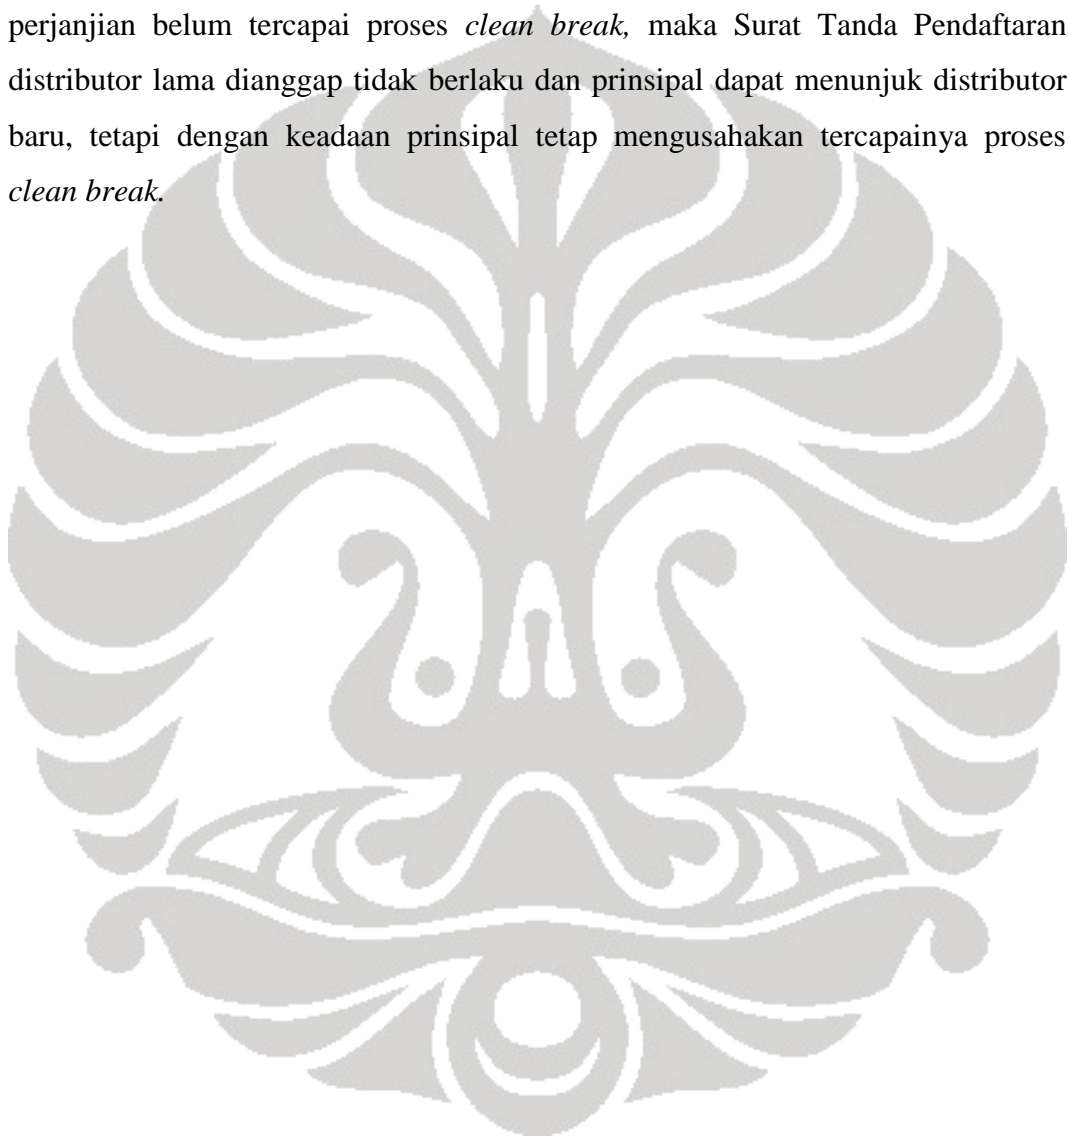 perjanjian belum tercapai proses clean break, maka Surat Tanda Pendaftaran
distributor lama dianggap tidak berlaku dan prinsipal dapat menunjuk distributor
baru, tetapi dengan keadaan prinsipal tetap mengusahakan tercapainya proses
clean break.